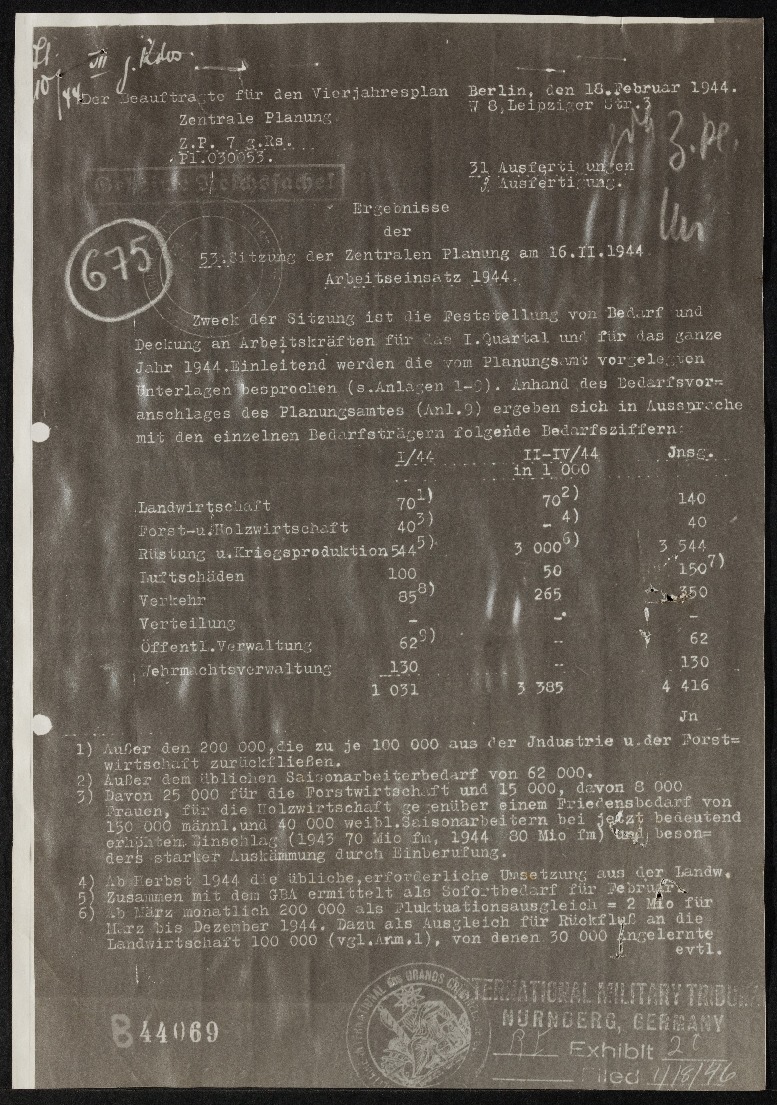 Der Beauftragte für den Vierjahresplan Berlin, den 18.Februar 1944.
Zentrale Planung W 8,Leipziger Str.3
Z.P. 7 g.Rs.
P1.030053.
31 Ausfertigungen
Ausfertigung.
Geheime Reichssache!
675
Ergebnisse
der
53.Sitzung der Zentralen Planung am 16.II.1944
Arbeitseinsatz 1944.
Zweck der Sitzung ist die Feststellung von Bedarf und
Deckung an Arbeitskräften für das I.Quartal und für das ganze
Jahr 1944.Einleitend werden die vom Planungsamt vorgelegten
Unterlagen besprochen (s.Anlagen 1-8). Anhand des Bedarfsvor=
anschlages des Planungsamtes (Anl.9) ergeben sich in Aussprache
mit den einzelnen Bedarfsträgern folgende Bedarfsziffern:
I/44 II-IV/44 Jnsg.
in 1 000
Landwirtschaft 70 1) 70 2) 140
Forst-u.Holzwirtschaft 40 3) - 4) 40
Rüstung u.Kriegsproduktion 544 5) 3 000 6) 3 544
Luftschäden 100 50 150 7)
Verkehr 85 8) 265 350
Verteilung - - -
Öffentl.Verwaltung 62 9) -- 62
Wehrmachtsverwaltung 130 -- 130
1 031 3 385 4 416
Jn
1) Außer den 200 000,die zu je 100 000 aus der Jndustrie u.der Forst=
wirtschaft zurückfließen.
2) Außer dem üblichen Saisonarbeiterbedarf von 62 000.
3) Davon 25 000 für die Forstwirtschaft und 15 000, davon 8 000
Frauen, für die Holzwirtschaft gegenüber einem Friedensbedarf von
150 000 männl.und 40 000 weibl.Saisonarbeitern bei jetzt bedeutend
erhöhtem Einschlag (1943 70 Mio fm, 1944 80 Mio fm) und beson=
ders starker Auskämmung durch Einberufung.
4) Ab Herbst 1944 die übliche,erforderliche Umsetzung aus der Landw.
5) Zusammen mit dem GBA ermittelt als Sofortbedarf für Februar.
6) Ab März monatlich 200 000 als Fluktuationsausgleich = 2 Mio für
März bis Dezember 1944. Dazu als Ausgleich für Rückfluß an die
Landwirtschaft 100 000 (vgl.Anm.1), von denen 30 000 Angelernte
evtl.
B 44069
INTERNATIONAL MILITARY TRIBUNAL
NURNBERG, GERMANY
Exhibit
Filed 1/8/46